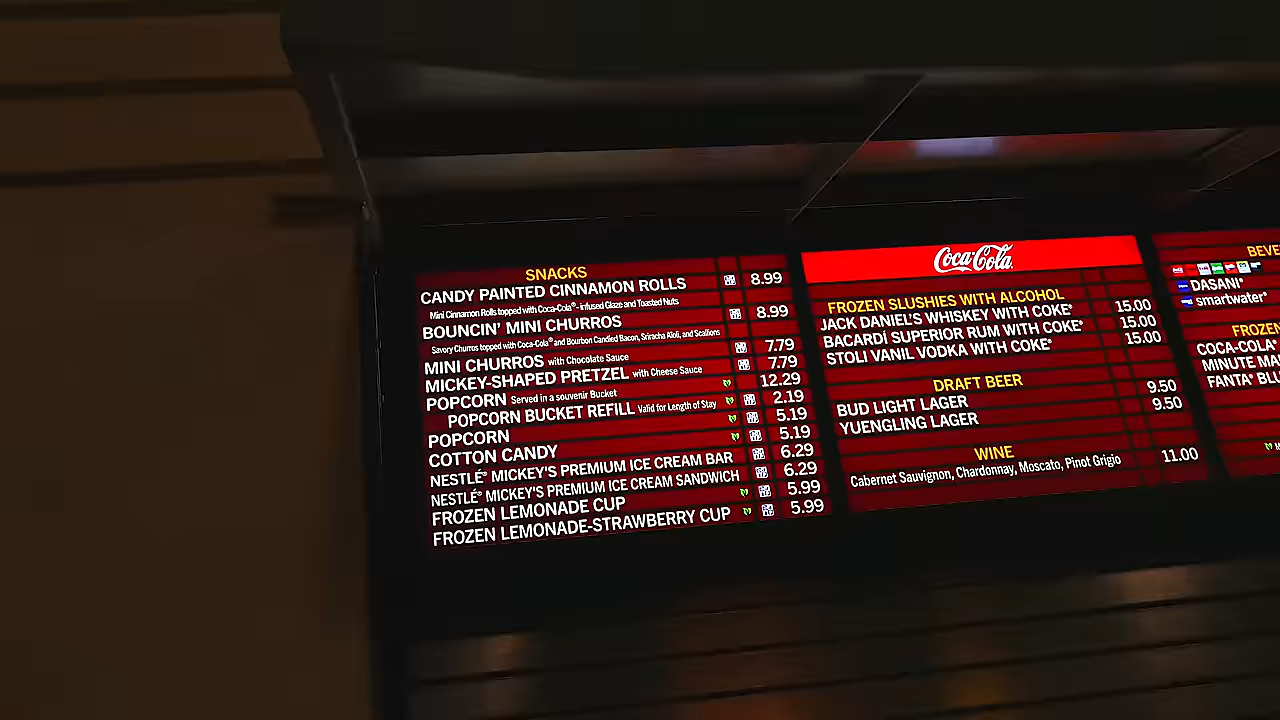 SNACKS
CANDY PAINTED CINNAMON ROLLS 8.99
Mini Cinnamon Rolls topped with Coca-Cola®- infused Glaze and Toasted Nuts
BOUNCIN' MINI CHURROS 8.99
Savory Churros topped with Coca-Cola® and Bourbon Candied Bacon, Sriracha Aioli, and Scallions
MINI CHURROS with Chocolate Sauce 7.79
MICKEY-SHAPED PRETZEL with Cheese Sauce 7.79
POPCORN Served in a souvenir Bucket 12.29
POPCORN BUCKET REFILL Valid for Length of Stay 2.19
POPCORN 5.19
COTTON CANDY 5.19
NESTLÉ® MICKEY'S PREMIUM ICE CREAM BAR 6.29
NESTLÉ® MICKEY'S PREMIUM ICE CREAM SANDWICH 6.29
FROZEN LEMONADE CUP 5.99
FROZEN LEMONADE-STRAWBERRY CUP 5.99
Coca-Cola
FROZEN SLUSHIES WITH ALCOHOL
JACK DANIEL'S WHISKEY WITH COKE® 15.00
BACARDÍ SUPERIOR RUM WITH COKE® 15.00
STOLI VANIL VODKA WITH COKE® 15.00
DRAFT BEER
BUD LIGHT LAGER 9.50
YUENGLING LAGER 9.50
WINE
Cabernet Sauvignon, Chardonnay, Moscato, Pinot Grigio 11.00
BEVE
DASANI®
smartwater®
FROZEN
COCA-COLA®
MINUTE MA
FANTA® BLU